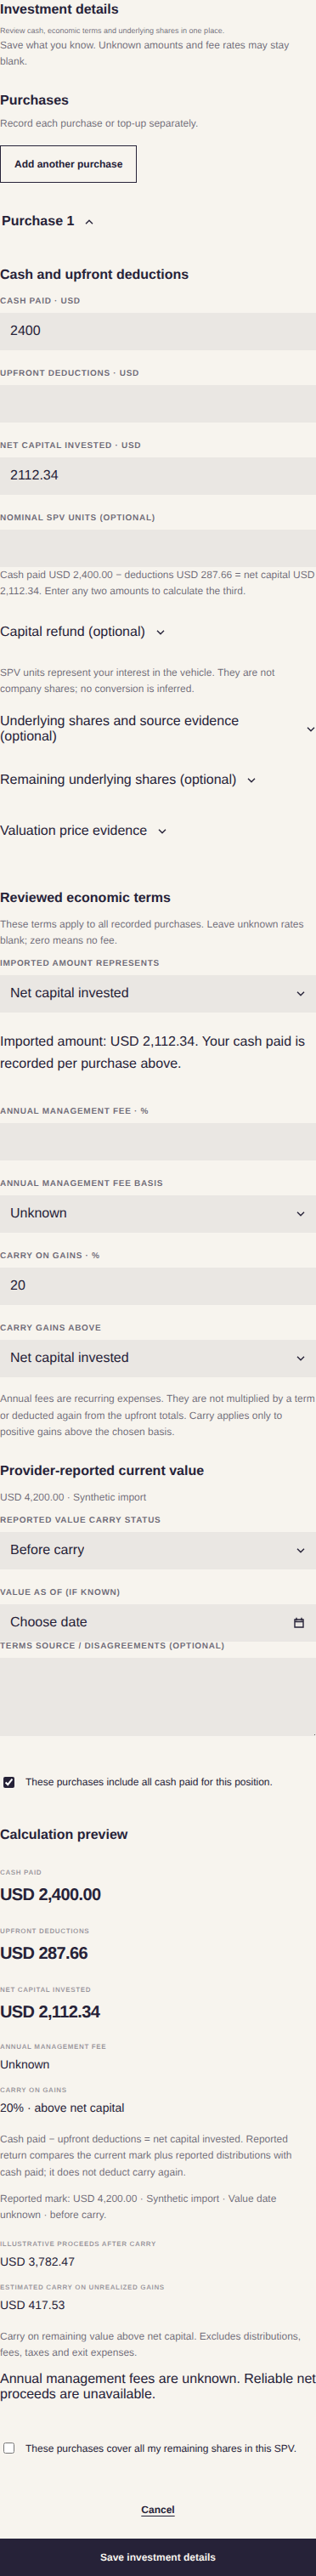 Investment details
Review cash, economic terms and underlying shares in one place.
Save what you know. Unknown amounts and fee rates may stay
blank.
Purchases
Record each purchase or top-up separately.
Add another purchase
Purchase 1
Cash and upfront deductions
CASH PAID · USD
2400
UPFRONT DEDUCTIONS · USD
NET CAPITAL INVESTED · USD
2112.34
NOMINAL SPV UNITS (OPTIONAL)
Cash paid USD 2,400.00 − deductions USD 287.66 = net capital USD
2,112.34. Enter any two amounts to calculate the third.
Capital refund (optional)
SPV units represent your interest in the vehicle. They are not
company shares; no conversion is inferred.
Underlying shares and source evidence
(optional)
Remaining underlying shares (optional)
Valuation price evidence
Reviewed economic terms
These terms apply to all recorded purchases. Leave unknown rates
blank; zero means no fee.
IMPORTED AMOUNT REPRESENTS
Net capital invested
Imported amount: USD 2,112.34. Your cash paid is
recorded per purchase above.
ANNUAL MANAGEMENT FEE · %
ANNUAL MANAGEMENT FEE BASIS
Unknown
CARRY ON GAINS · %
20
CARRY GAINS ABOVE
Net capital invested
Annual fees are recurring expenses. They are not multiplied by a term
or deducted again from the upfront totals. Carry applies only to
positive gains above the chosen basis.
Provider-reported current value
USD 4,200.00 · Synthetic import
REPORTED VALUE CARRY STATUS
Before carry
VALUE AS OF (IF KNOWN)
Choose date
TERMS SOURCE / DISAGREEMENTS (OPTIONAL)
These purchases include all cash paid for this position.
Calculation preview
CASH PAID
USD 2,400.00
UPFRONT DEDUCTIONS
USD 287.66
NET CAPITAL INVESTED
USD 2,112.34
ANNUAL MANAGEMENT FEE
Unknown
CARRY ON GAINS
20% · above net capital
Cash paid − upfront deductions = net capital invested. Reported
return compares the current mark plus reported distributions with
cash paid; it does not deduct carry again.
Reported mark: USD 4,200.00 · Synthetic import · Value date
unknown · before carry.
ILLUSTRATIVE PROCEEDS AFTER CARRY
USD 3,782.47
ESTIMATED CARRY ON UNREALIZED GAINS
USD 417.53
Carry on remaining value above net capital. Excludes distributions,
fees, taxes and exit expenses.
Annual management fees are unknown. Reliable net
proceeds are unavailable.
These purchases cover all my remaining shares in this SPV.
Cancel
Save investment details